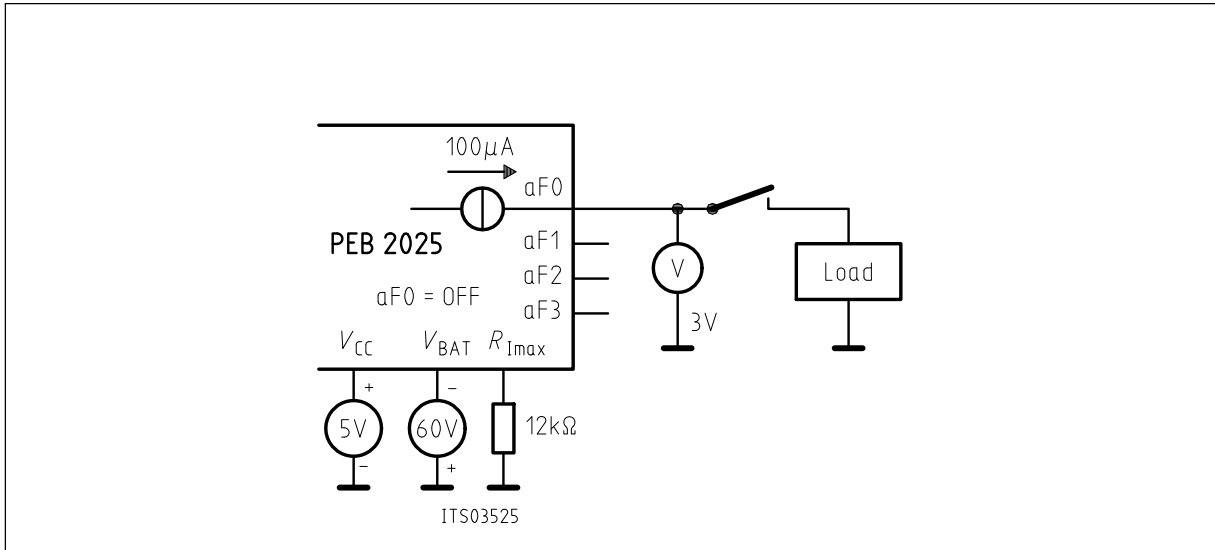 100µA
aF0
PEB 2025
aF1
aF2
aF0 = OFF
aF3
V
Load
3V
VCC
VBAT
RImax
+
−
5V
60V
12kΩ
−
+
ITS03525